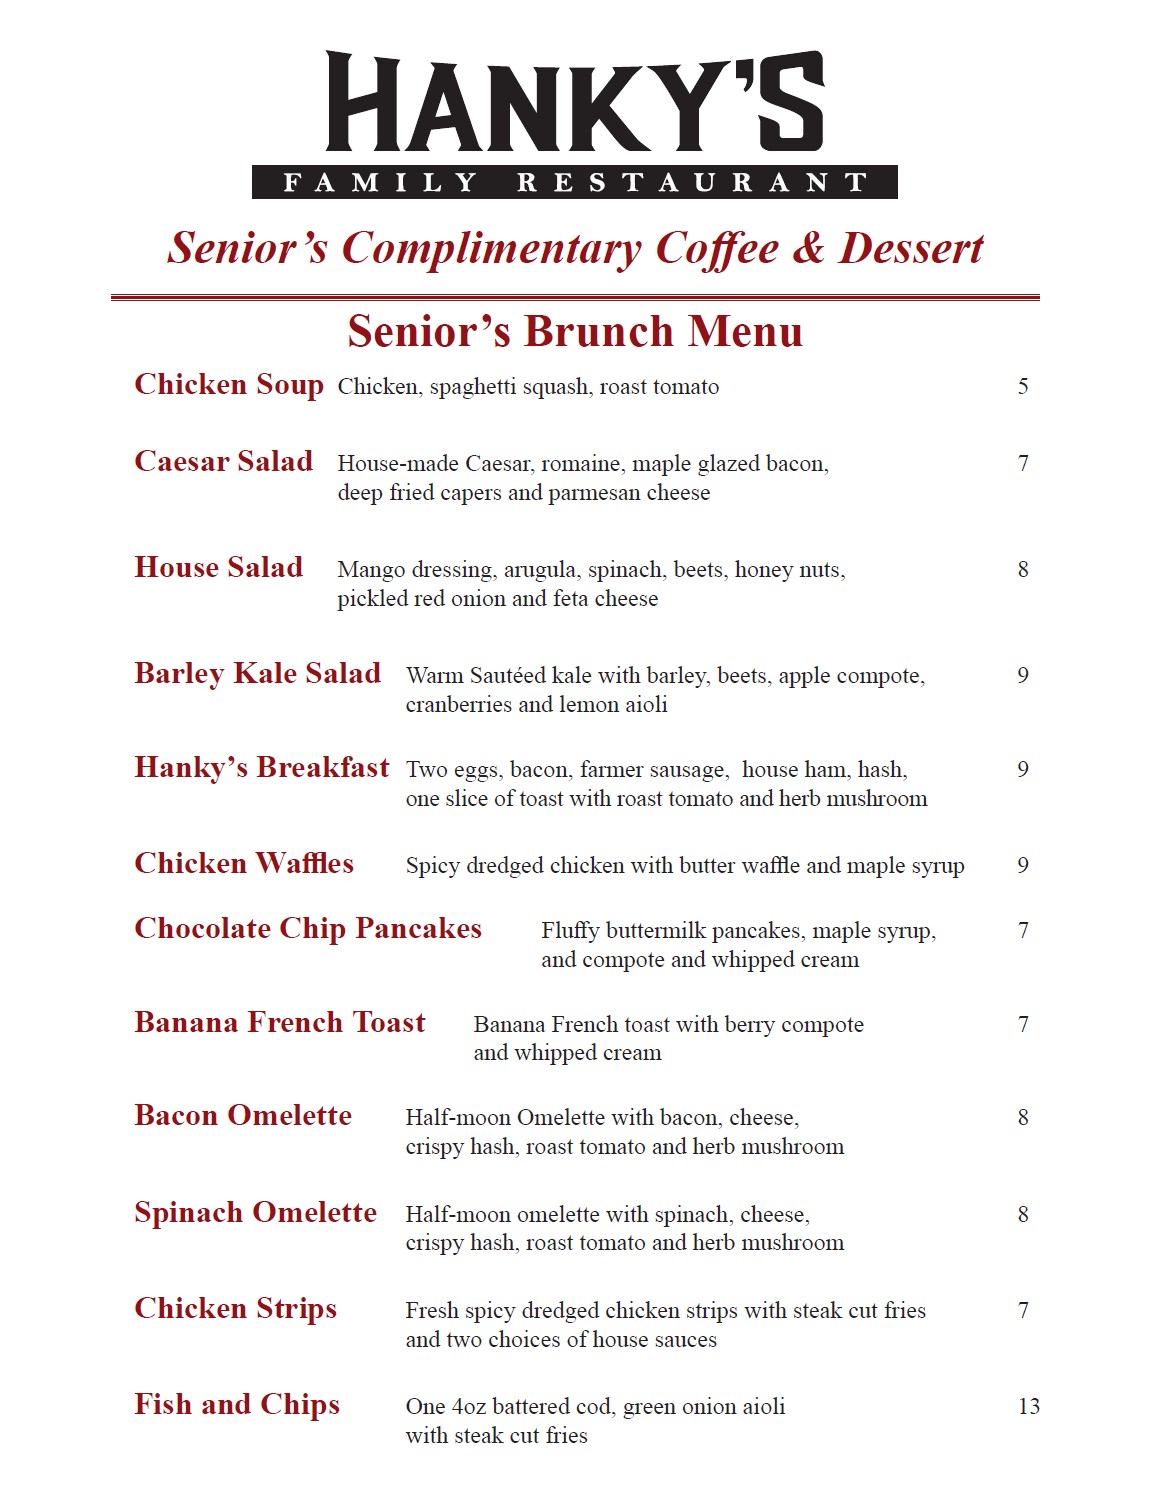 HANKY'S
FAMILY RESTAURANT
Senior's Complimentary Coffee & Dessert
Senior's Brunch Menu
Chicken Soup Chicken, spaghetti squash, roast tomato 5
Caesar Salad House-made Caesar, romaine, maple glazed bacon, 7
deep fried capers and parmesan cheese
House Salad Mango dressing, arugula, spinach, beets, honey nuts, 8
pickled red onion and feta cheese
Barley Kale Salad Warm Sautéed kale with barley, beets, apple compote, 9
cranberries and lemon aioli
Hanky's Breakfast Two eggs, bacon, farmer sausage, house ham, hash, 9
one slice of toast with roast tomato and herb mushroom
Chicken Waffles Spicy dredged chicken with butter waffle and maple syrup 9
Chocolate Chip Pancakes Fluffy buttermilk pancakes, maple syrup, 7
and compote and whipped cream
Banana French Toast Banana French toast with berry compote 7
and whipped cream
Bacon Omelette Half-moon Omelette with bacon, cheese, 8
crispy hash, roast tomato and herb mushroom
Spinach Omelette Half-moon omelette with spinach, cheese, 8
crispy hash, roast tomato and herb mushroom
Chicken Strips Fresh spicy dredged chicken strips with steak cut fries 7
and two choices of house sauces
Fish and Chips One 4oz battered cod, green onion aioli 13
with steak cut fries